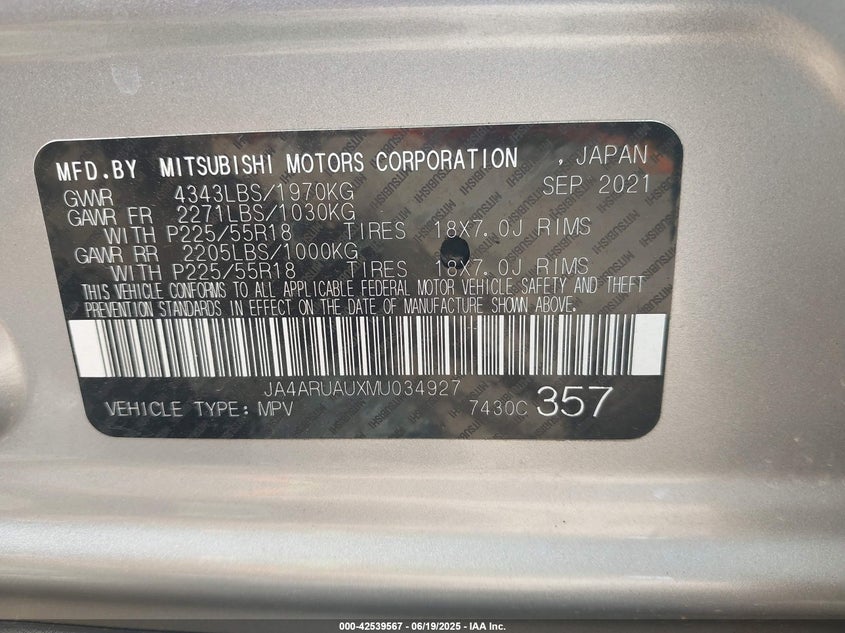 MFD.BY MITSUBISHI MOTORS CORPORATION , JAPAN
GVWR 4343LBS/1970KG SEP 2021
GAWR FR 2271LBS/1030KG
WITH P225/55R18 TIRES 18X7.0J RIMS
GAWR RR 2205LBS/1000KG
WITH P225/55R18 TIRES 18X7.0J RIMS
THIS VEHICLE CONFORMS TO ALL APPLICABLE FEDERAL MOTOR VEHICLE SAFETY AND THEFT
PREVENTION STANDARDS IN EFFECT ON THE DATE OF MANUFACTURE SHOWN ABOVE.
JA4ARUAUXMU034927
VEHICLE TYPE: MPV 7430C 357
000-42539567 - 06/19/2025 - IAA Inc.